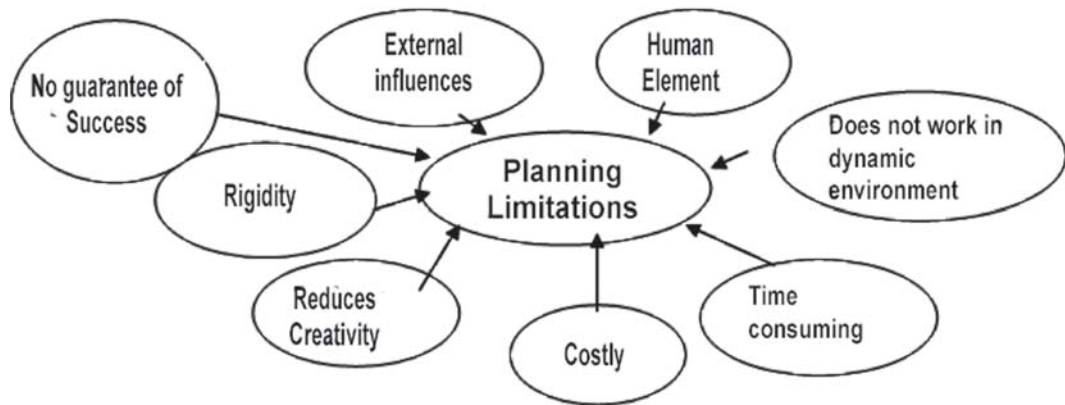 External
influences
Human
Element
No guarantee of
Success
Does not work in
dynamic
environment
Planning
Limitations
Rigidity
Reduces
Creativity
Time
consuming
Costly